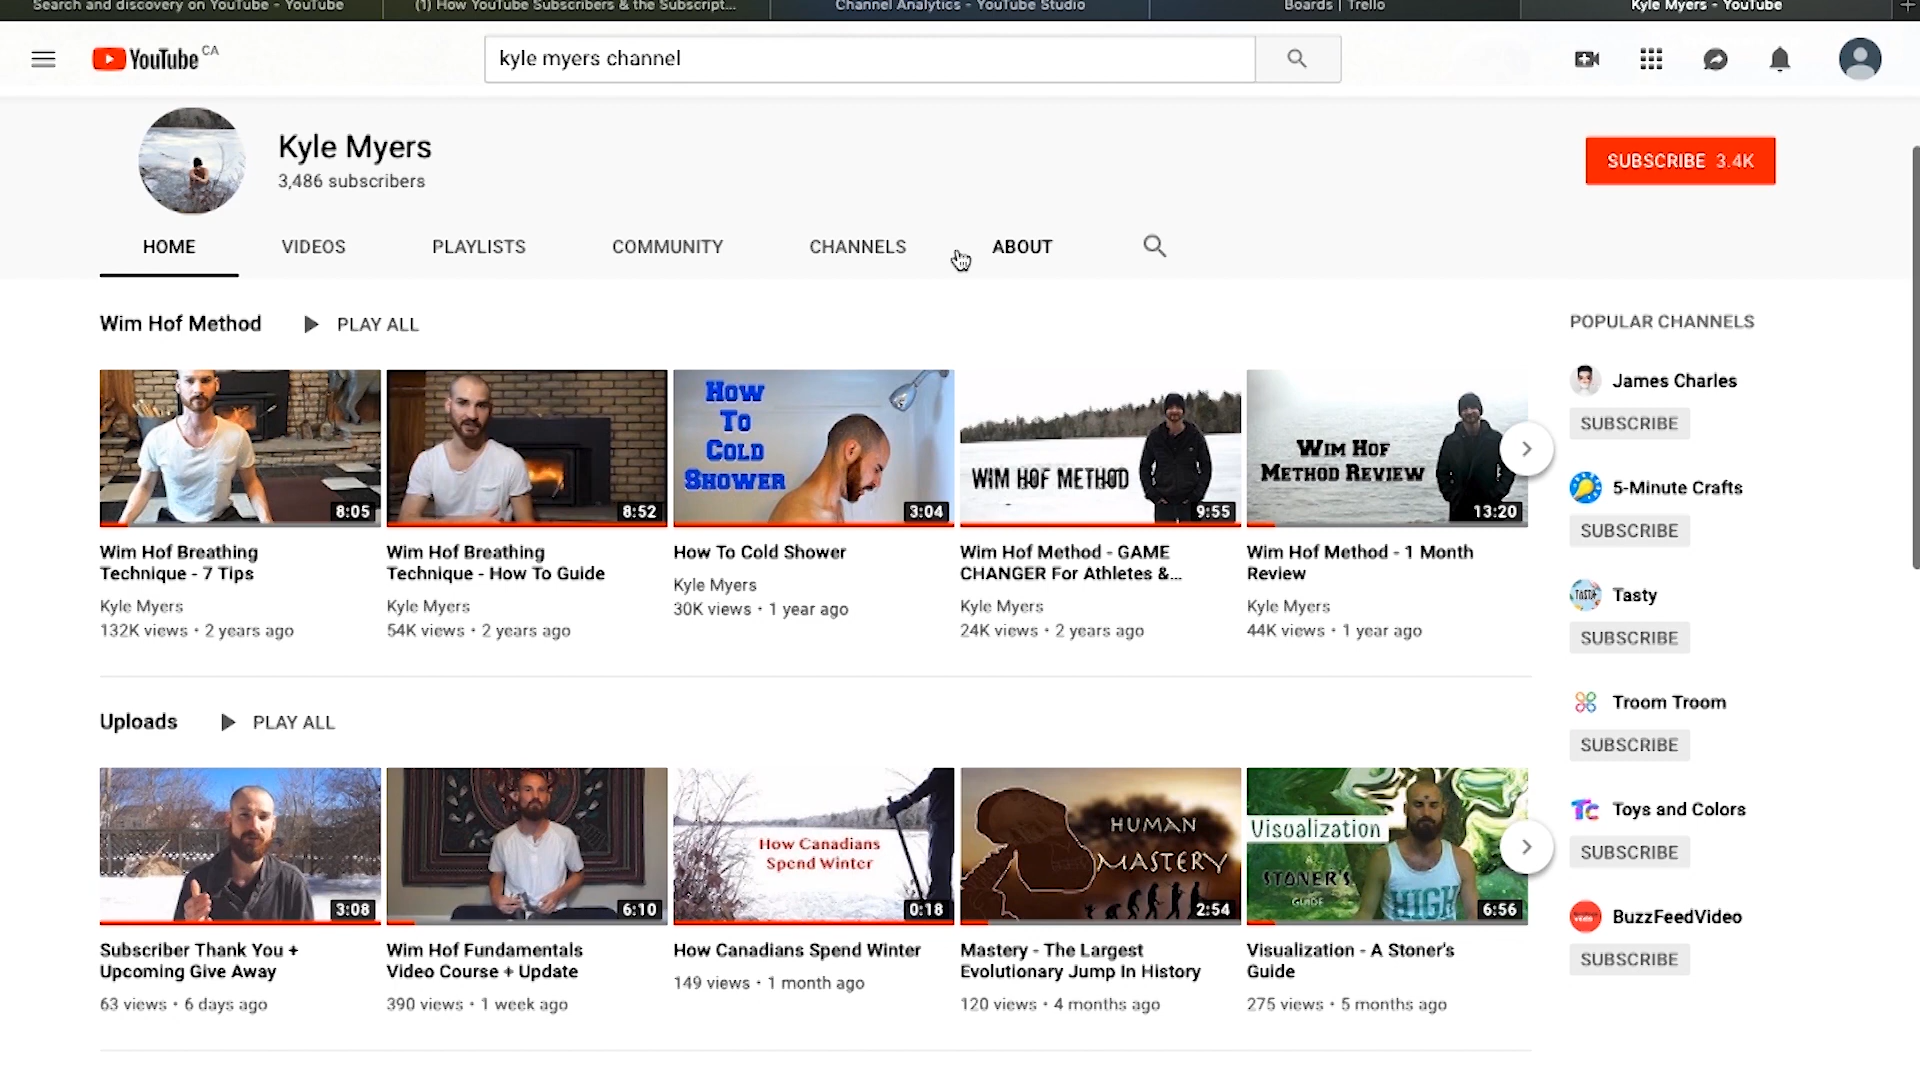 Search and discovery on YouTube - YouTube
(1) How YouTube Subscribers & the Subscript...
Channel Analytics - YouTube Studio
Boards | Trello
Kyle Myers - YouTube
YouTube CA
kyle myers channel
Kyle Myers
3,486 subscribers
SUBSCRIBE 3.4K
HOME
VIDEOS
PLAYLISTS
COMMUNITY
CHANNELS
ABOUT
Wim Hof Method
PLAY ALL
How
To
Cold
Shower
WIM HOF METHOD
Wim Hof
Method Review
8:05
8:52
3:04
9:55
13:20
Wim Hof Breathing
Technique - 7 Tips
Kyle Myers
132K views • 2 years ago
Wim Hof Breathing
Technique - How To Guide
Kyle Myers
54K views • 2 years ago
How To Cold Shower
Kyle Myers
30K views • 1 year ago
Wim Hof Method - GAME
CHANGER For Athletes &...
Kyle Myers
24K views • 2 years ago
Wim Hof Method - 1 Month
Review
Kyle Myers
44K views • 1 year ago
Uploads
PLAY ALL
How Canadians
Spend Winter
HUMAN
MASTERY
Visualization
STONER'S
GUIDE
HIGH
3:08
6:10
0:18
2:54
6:56
Subscriber Thank You +
Upcoming Give Away
63 views • 6 days ago
Wim Hof Fundamentals
Video Course + Update
390 views • 1 week ago
How Canadians Spend Winter
149 views • 1 month ago
Mastery - The Largest
Evolutionary Jump In History
120 views • 4 months ago
Visualization - A Stoner's
Guide
275 views • 5 months ago
POPULAR CHANNELS
James Charles
SUBSCRIBE
5-Minute Crafts
SUBSCRIBE
TASTY
Tasty
SUBSCRIBE
Troom Troom
SUBSCRIBE
Tc
Toys and Colors
SUBSCRIBE
BuzzFeedVideo
SUBSCRIBE